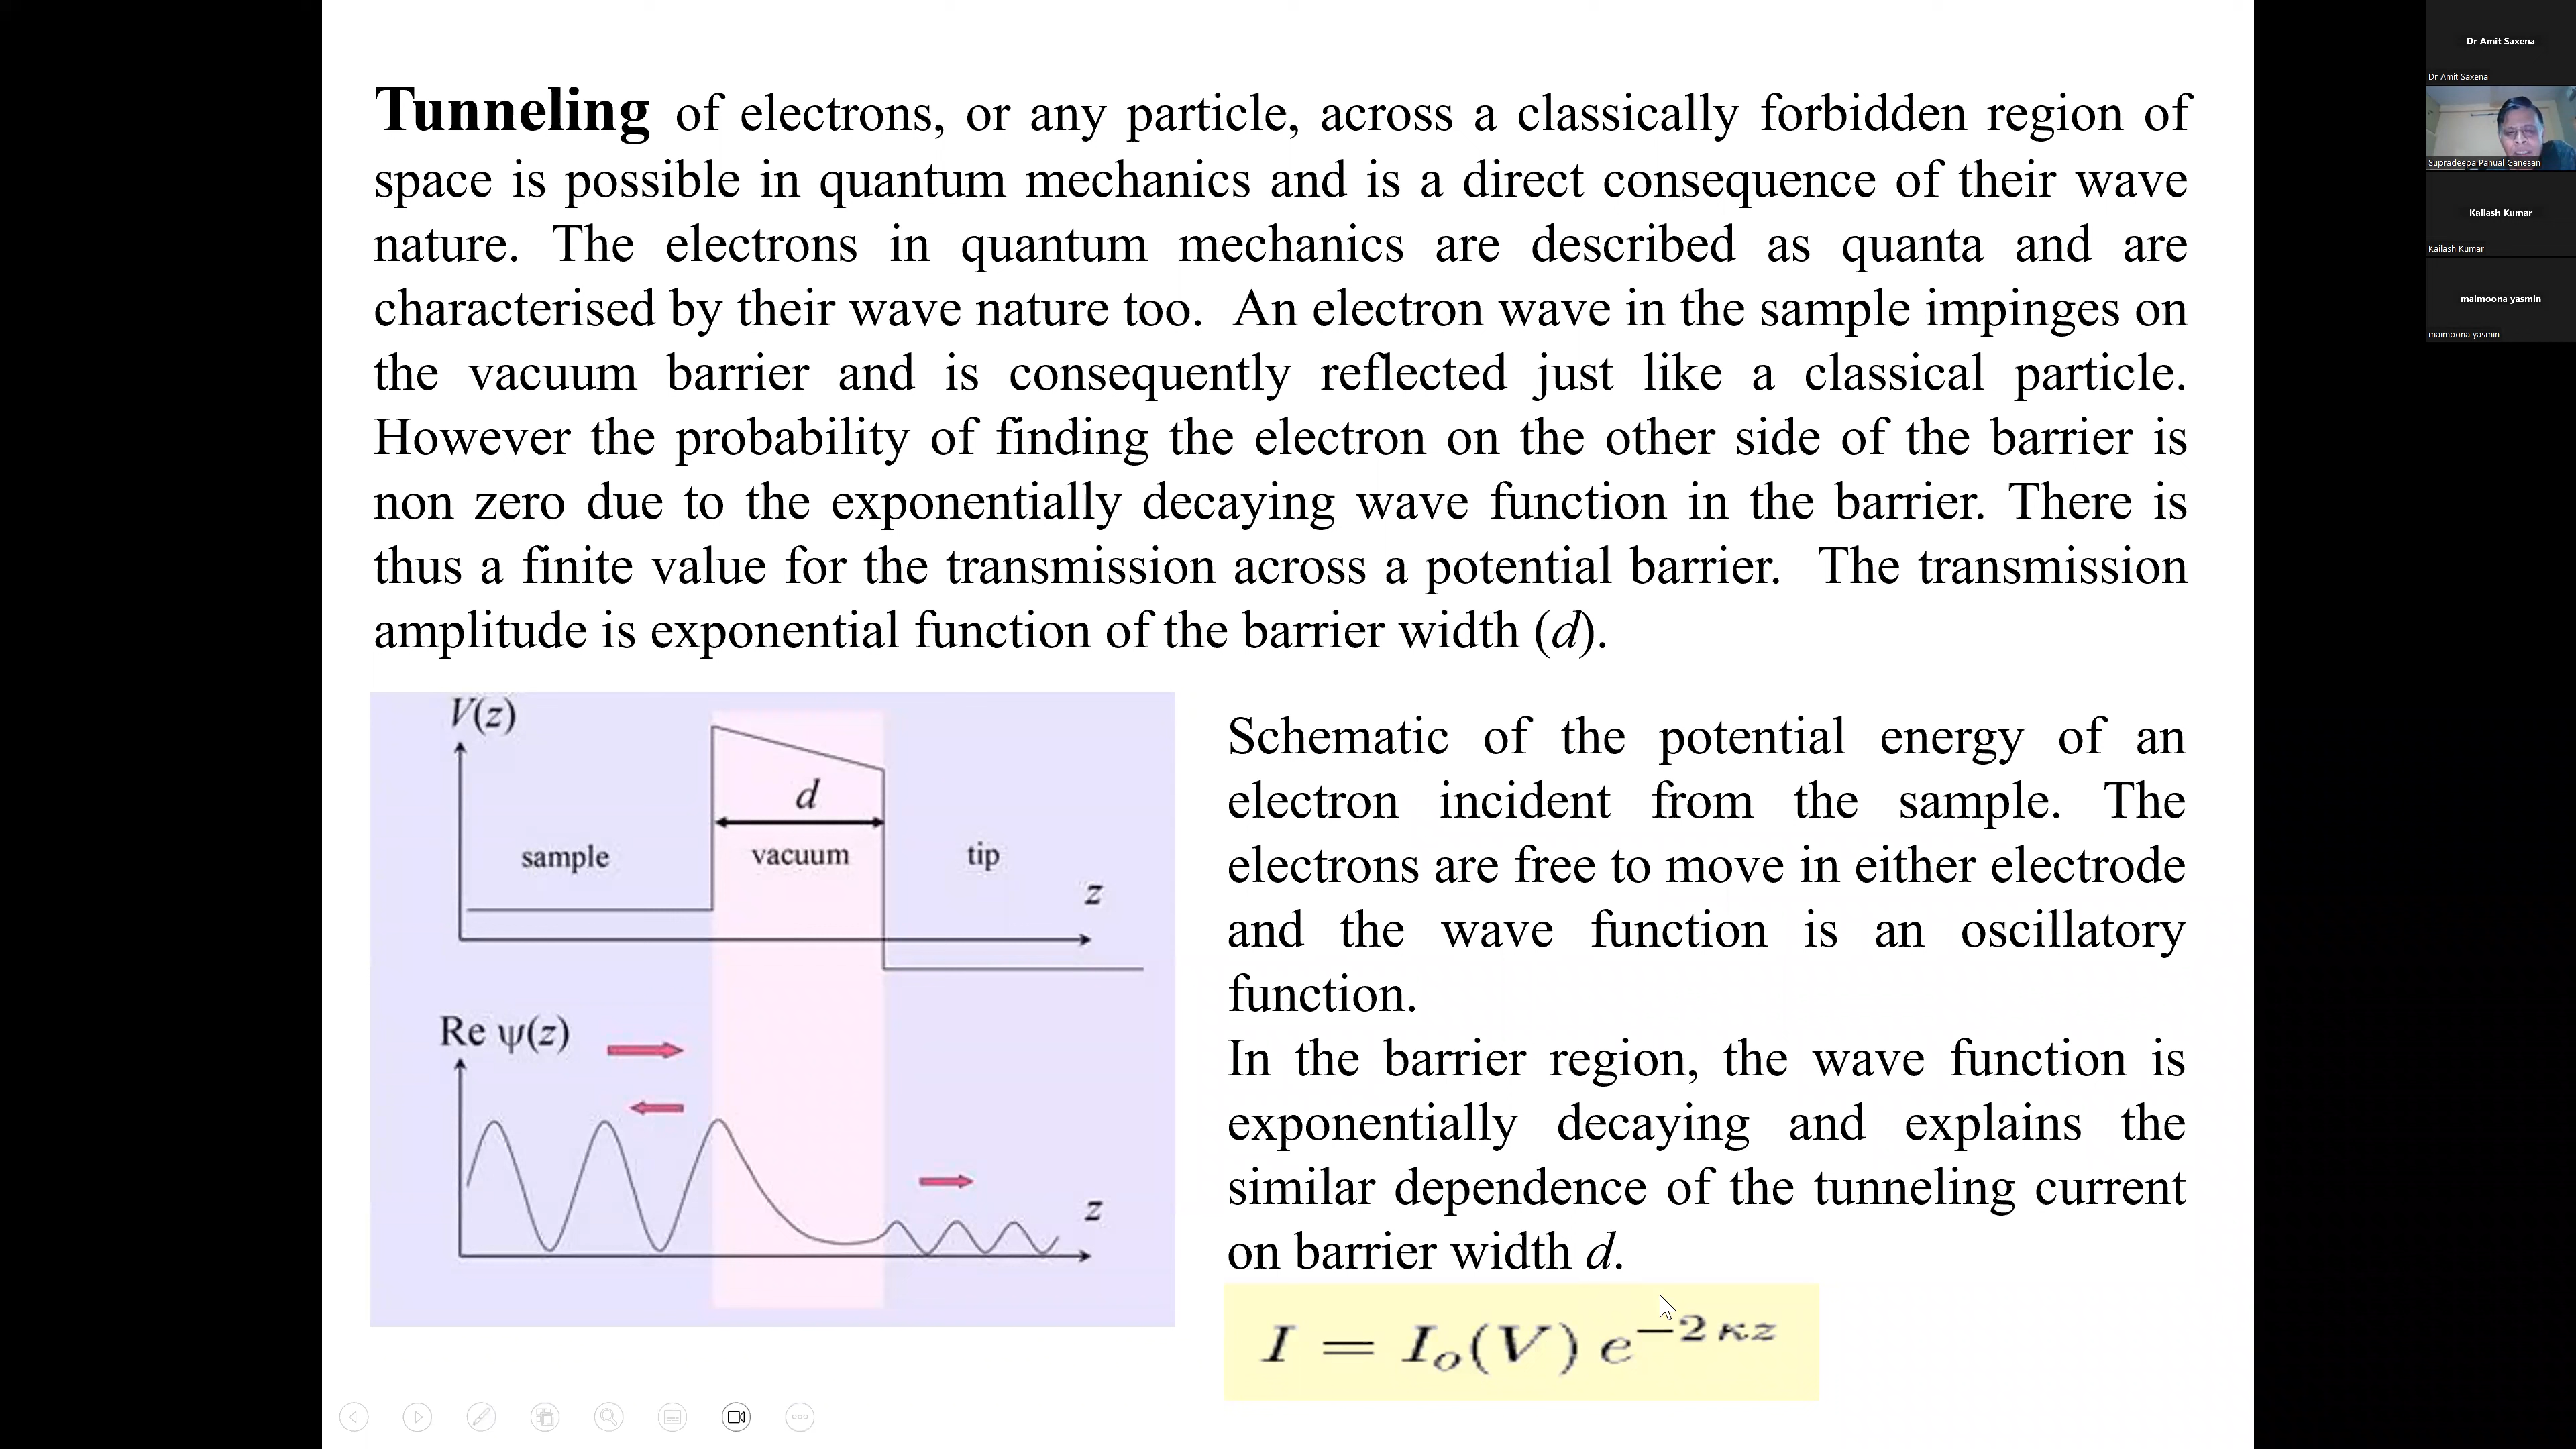 Tunneling of electrons, or any particle, across a classically forbidden region of
space is possible in quantum mechanics and is a direct consequence of their wave
nature. The electrons in quantum mechanics are described as quanta and are
characterised by their wave nature too. An electron wave in the sample impinges on
the vacuum barrier and is consequently reflected just like a classical particle.
However the probability of finding the electron on the other side of the barrier is
non zero due to the exponentially decaying wave function in the barrier. There is
thus a finite value for the transmission across a potential barrier. The transmission
amplitude is exponential function of the barrier width (d).
V(z)
d
sample
vacuum
tip
z
Re ψ(z)
z
Schematic of the potential energy of an
electron incident from the sample. The
electrons are free to move in either electrode
and the wave function is an oscillatory
function.
In the barrier region, the wave function is
exponentially decaying and explains the
similar dependence of the tunneling current
on barrier width d.
I = I₀(V) e^{−2κz}
Dr Amit Saxena
Dr Amit Saxena
Supradeepa Panual Ganesan
Kailash Kumar
Kailash Kumar
maimoona yasmin
maimoona yasmin